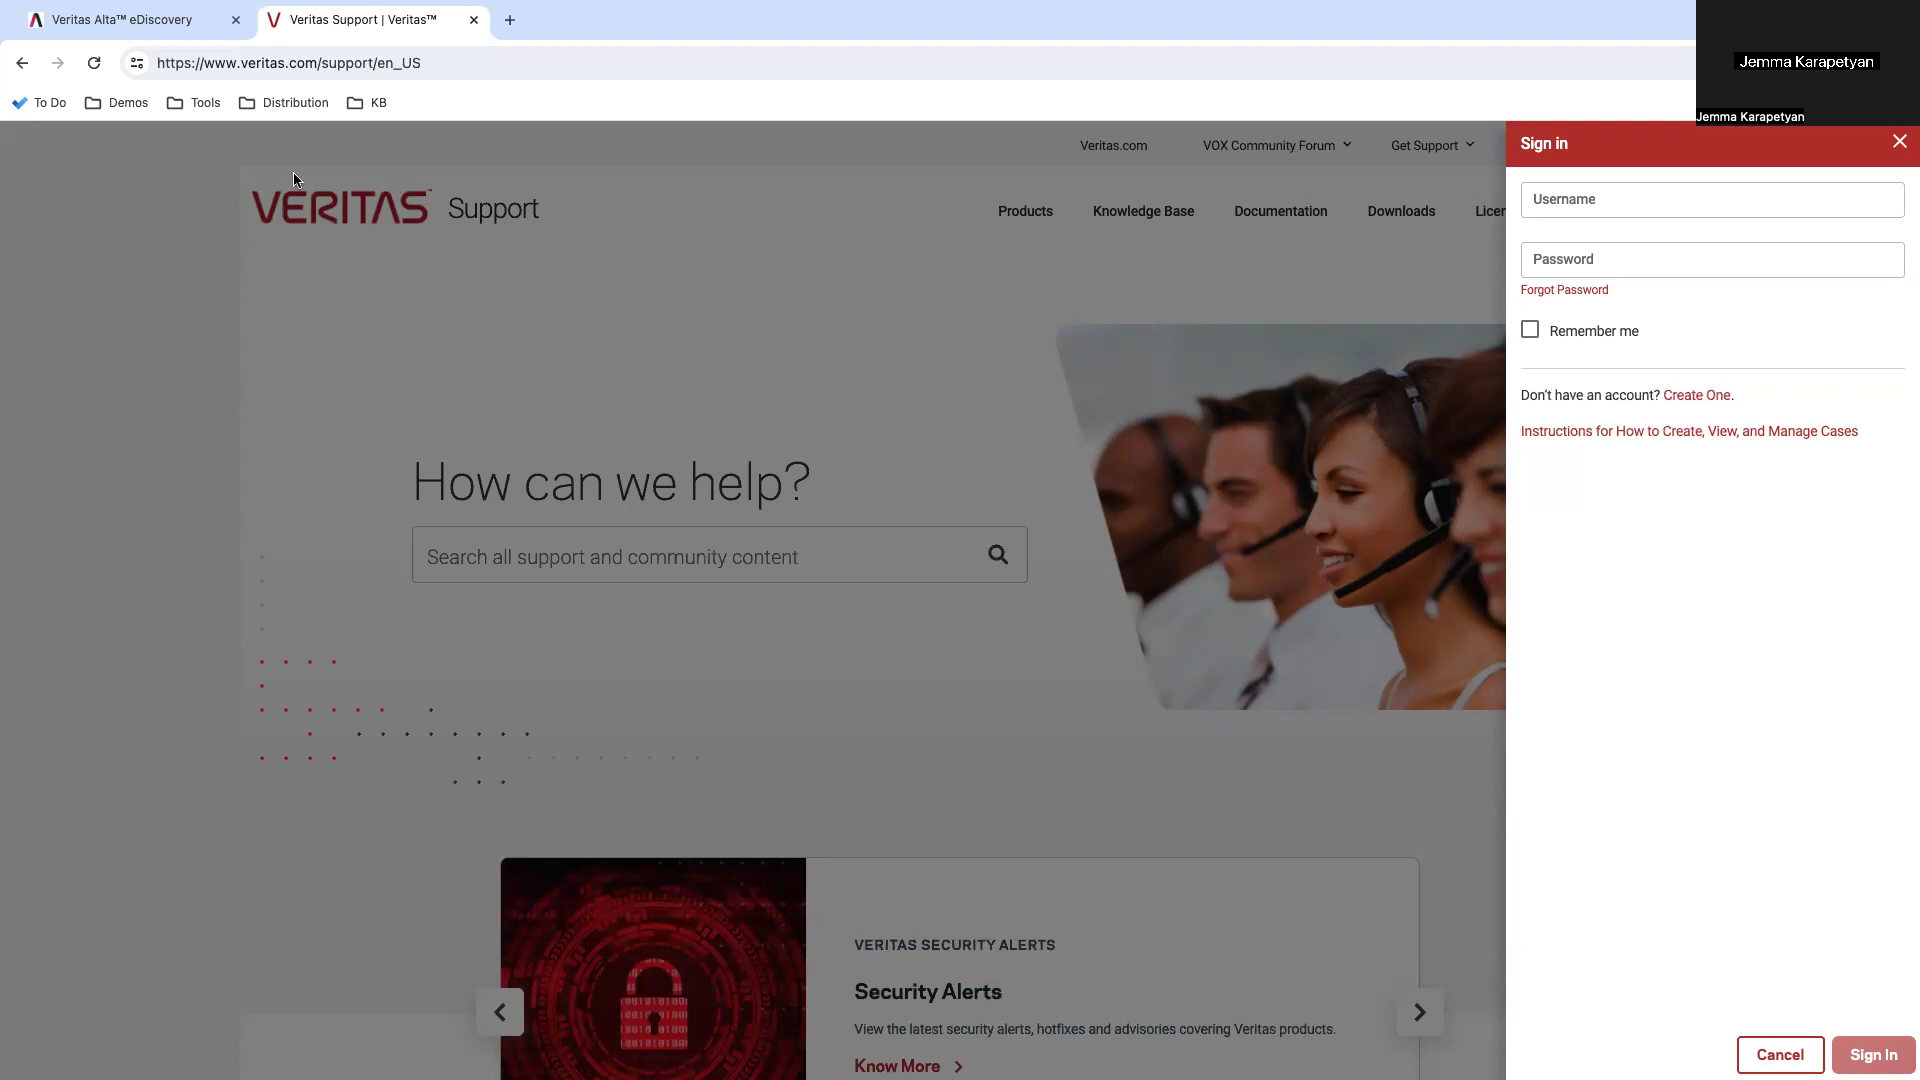 Veritas Alta™ eDiscovery
Veritas Support | Veritas™
https://www.veritas.com/support/en_US
Jemma Karapetyan
To Do
Demos
Tools
Distribution
KB
Jemma Karapetyan
Veritas.com
VOX Community Forum
Get Support
VERITAS™ Support
Products
Knowledge Base
Documentation
Downloads
Licen
How can we help?
Search all support and community content
VERITAS SECURITY ALERTS
Security Alerts
View the latest security alerts, hotfixes and advisories covering Veritas products.
Know More
Sign in
Username
Password
Forgot Password
Remember me
Don't have an account? Create One.
Instructions for How to Create, View, and Manage Cases
Cancel
Sign In